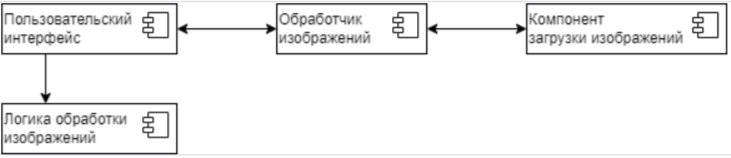 Пользовательский
интерфейс
Обработчик
изображений
Компонент
загрузки изображений
Логика обработки
изображений